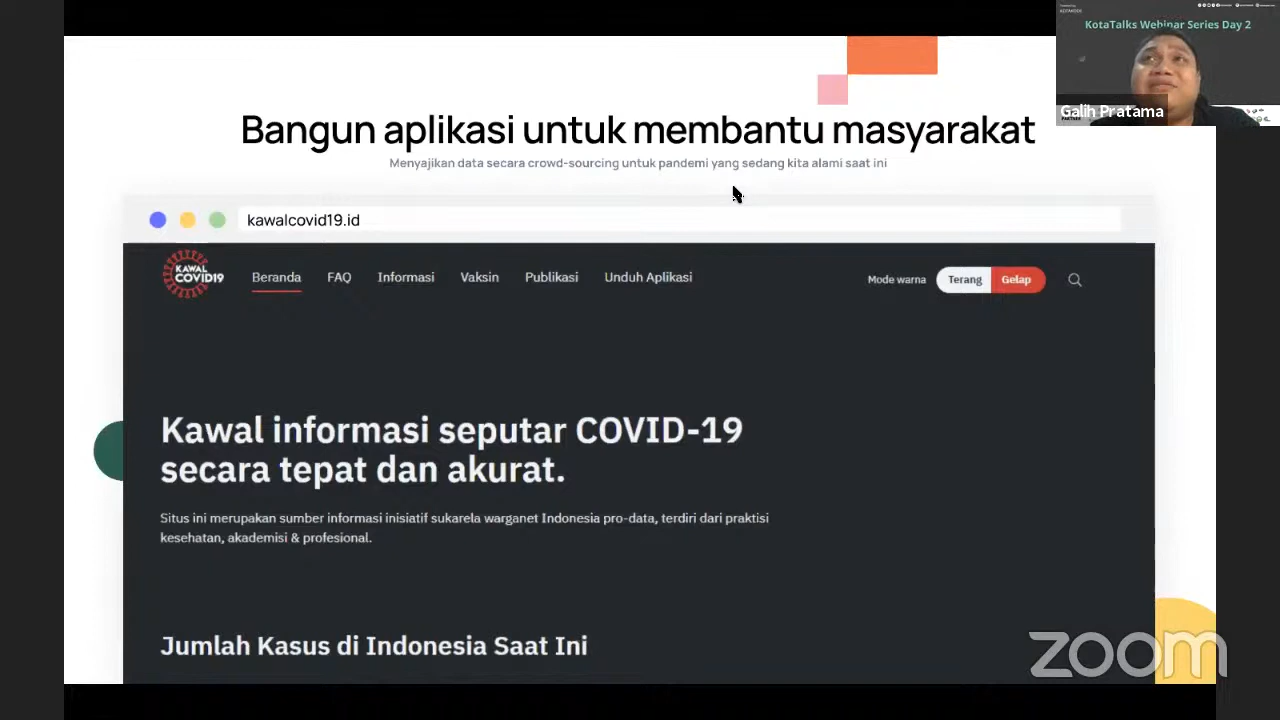 KotaTalks Webinar Series Day 2
Galih Pratama
Bangun aplikasi untuk membantu masyarakat
Menyajikan data secara crowd-sourcing untuk pandemi yang sedang kita alami saat ini
kawalcovid19.id
KAWAL
COVID19
Beranda FAQ Informasi Vaksin Publikasi Unduh Aplikasi Mode warna Terang Gelap
Kawal informasi seputar COVID-19
secara tepat dan akurat.
Situs ini merupakan sumber informasi inisiatif sukarela warganet Indonesia pro-data, terdiri dari praktisi
kesehatan, akademisi & profesional.
Jumlah Kasus di Indonesia Saat Ini
zoom